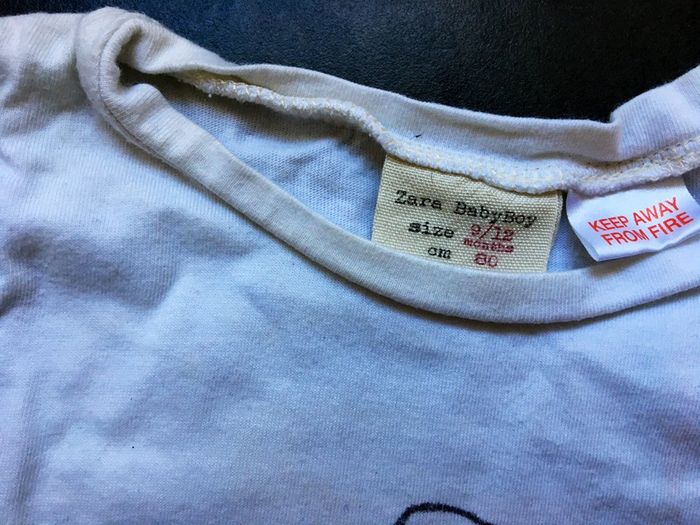 Zara BabyBoy
size 9/12
months
cm 80
KEEP AWAY
FROM FIRE